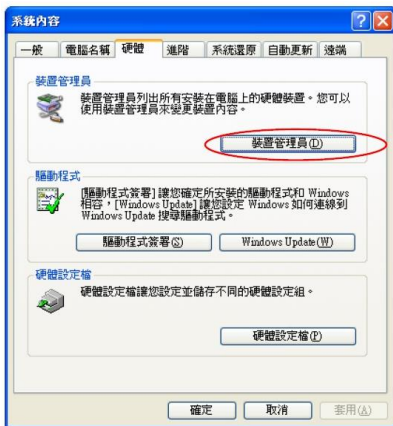 系統內容
一般 電腦名稱 硬體 進階 系統還原 自動更新 遠端
裝置管理員
裝置管理員列出所有安裝在電腦上的硬體裝置。您可以
使用裝置管理員來變更裝置內容。
裝置管理員(D)
驅動程式
[驅動程式簽署] 讓您確定所安裝的驅動程式和 Windows
相容，[Windows Update] 讓您設定 Windows 如何連線到
Windows Update 搜尋驅動程式。
驅動程式簽署(S) Windows Update(W)
硬體設定檔
硬體設定檔讓您設定並儲存不同的硬體設定組。
硬體設定檔(P)
確定 取消 套用(A)